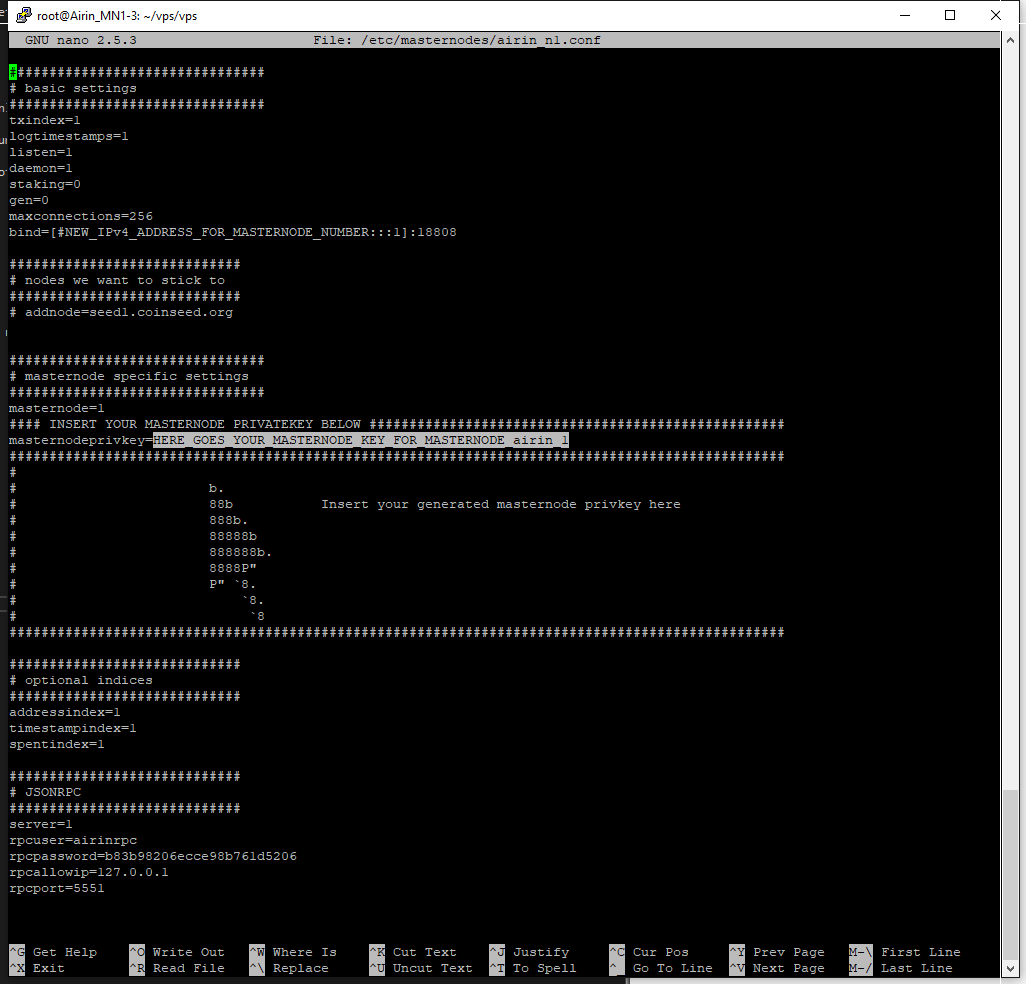 root@Airin_MN1-3: ~/vps/vps
GNU nano 2.5.3 File: /etc/masternodes/airin_n1.conf
################################
# basic settings
################################
txindex=1
logtimestamps=1
listen=1
daemon=1
staking=0
gen=0
maxconnections=256
bind=[#NEW_IPv4_ADDRESS_FOR_MASTERNODE_NUMBER:::1]:18808
#############################
# nodes we want to stick to
#############################
# addnode=seed1.coinseed.org
################################
# masternode specific settings
################################
masternode=1
#### INSERT YOUR MASTERNODE PRIVATEKEY BELOW ####################################################
masternodeprivkey=HERE_GOES_YOUR_MASTERNODE_KEY_FOR_MASTERNODE_airin_1
#################################################################################################
#
# b.
# 88b Insert your generated masternode privkey here
# 888b.
# 88888b
# 888888b.
# 8888P"
# P" `8.
# `8.
# `8
#################################################################################################
#############################
# optional indices
#############################
addressindex=1
timestampindex=1
spentindex=1
#############################
# JSONRPC
#############################
server=1
rpcuser=airinrpc
rpcpassword=b83b98206ecce98b761d5206
rpcallowip=127.0.0.1
rpcport=5551
^G Get Help ^O Write Out ^W Where Is ^K Cut Text ^J Justify ^C Cur Pos ^Y Prev Page M-\ First Line
^X Exit ^R Read File ^\ Replace ^U Uncut Text ^T To Spell ^_ Go To Line ^V Next Page M-/ Last Line